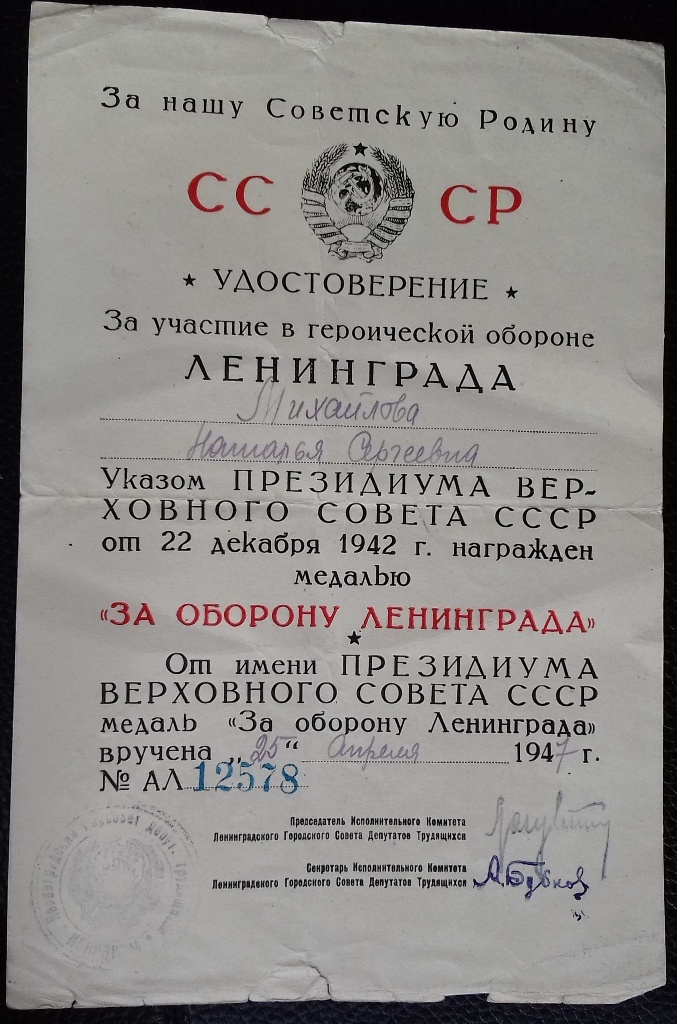 За нашу Советскую Родину
СССР
★ УДОСТОВЕРЕНИЕ ★
За участие в героической обороне
ЛЕНИНГРАДА
Михайлова
Наталья Сергеевна
Указом ПРЕЗИДИУМА ВЕР-
ХОВНОГО СОВЕТА СССР
от 22 декабря 1942 г. награжден
медалью
«ЗА ОБОРОНУ ЛЕНИНГРАДА»
★
От имени ПРЕЗИДИУМА
ВЕРХОВНОГО СОВЕТА СССР
медаль «За оборону Ленинграда»
вручена „25“ апреля 1947 г.
№ АЛ 12578
Председатель Исполнительного Комитета
Ленинградского Городского Совета Депутатов Трудящихся
Секретарь Исполнительного Комитета
Ленинградского Городского Совета Депутатов Трудящихся
А.Бубнов